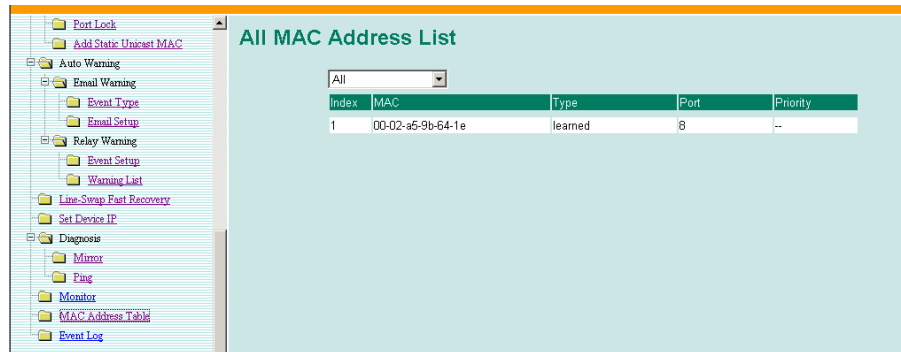 Port Lock
Add Static Unicast MAC
Auto Warning
Email Warning
Event Type
Email Setup
Relay Warning
Event Setup
Warning List
Line-Swap Fast Recovery
Set Device IP
Diagnosis
Mirror
Ping
Monitor
MAC Address Table
Event Log
All MAC Address List
All
Index MAC Type Port Priority
1 00-02-a5-9b-64-1e learned 8 --